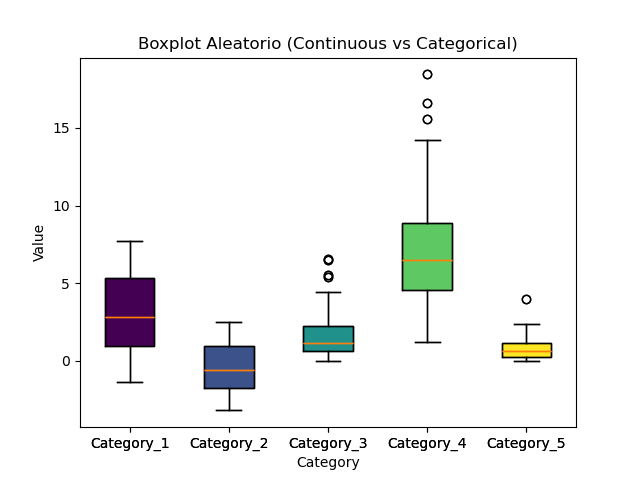 Boxplot Aleatorio (Continuous vs Categorical)
Value
15
10
5
0
Category_1 Category_2 Category_3 Category_4 Category_5
Category